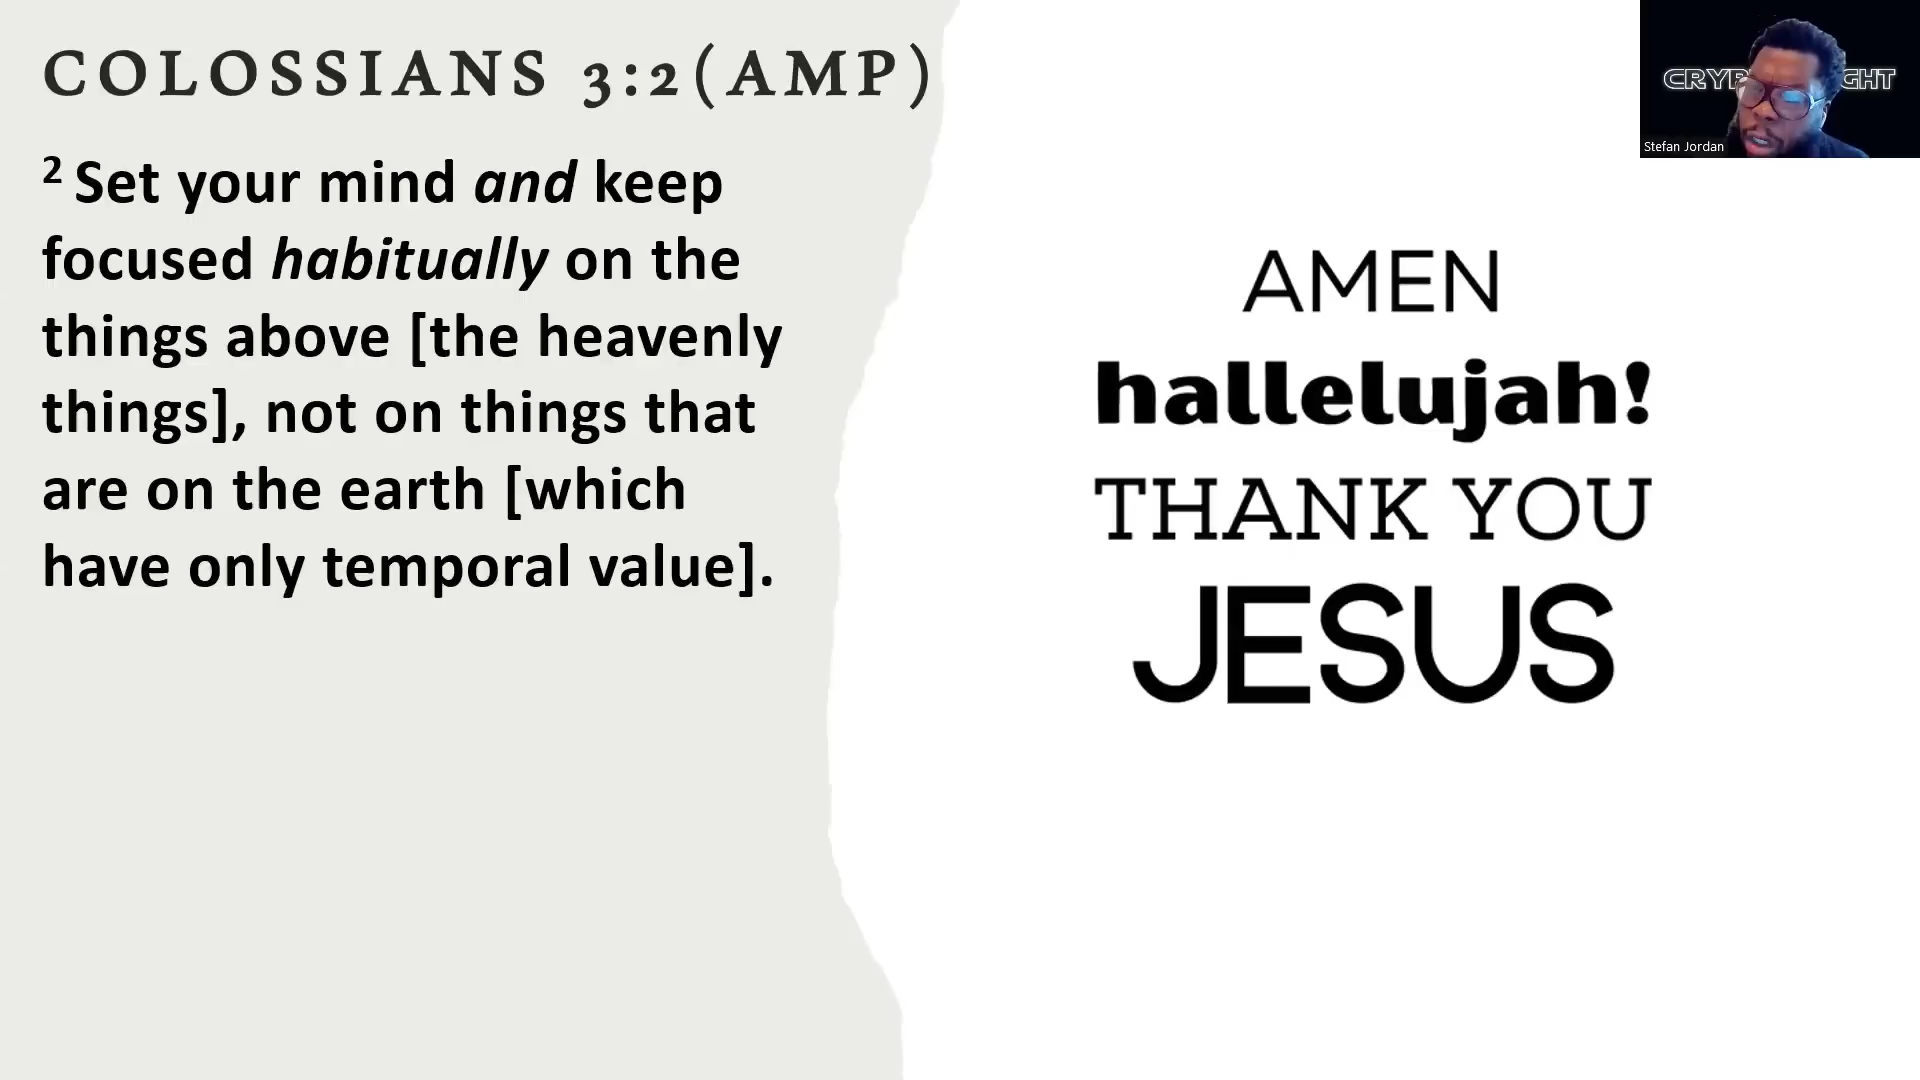 COLOSSIANS 3:2(AMP)
2 Set your mind and keep
focused habitually on the
things above [the heavenly
things], not on things that
are on the earth [which
have only temporal value].
AMEN
hallelujah!
THANK YOU
JESUS
Stefan Jordan